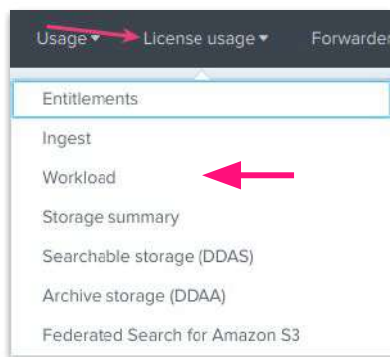 Usage ▾ License usage ▾ Forwarder
Entitlements
Ingest
Workload
Storage summary
Searchable storage (DDAS)
Archive storage (DDAA)
Federated Search for Amazon S3